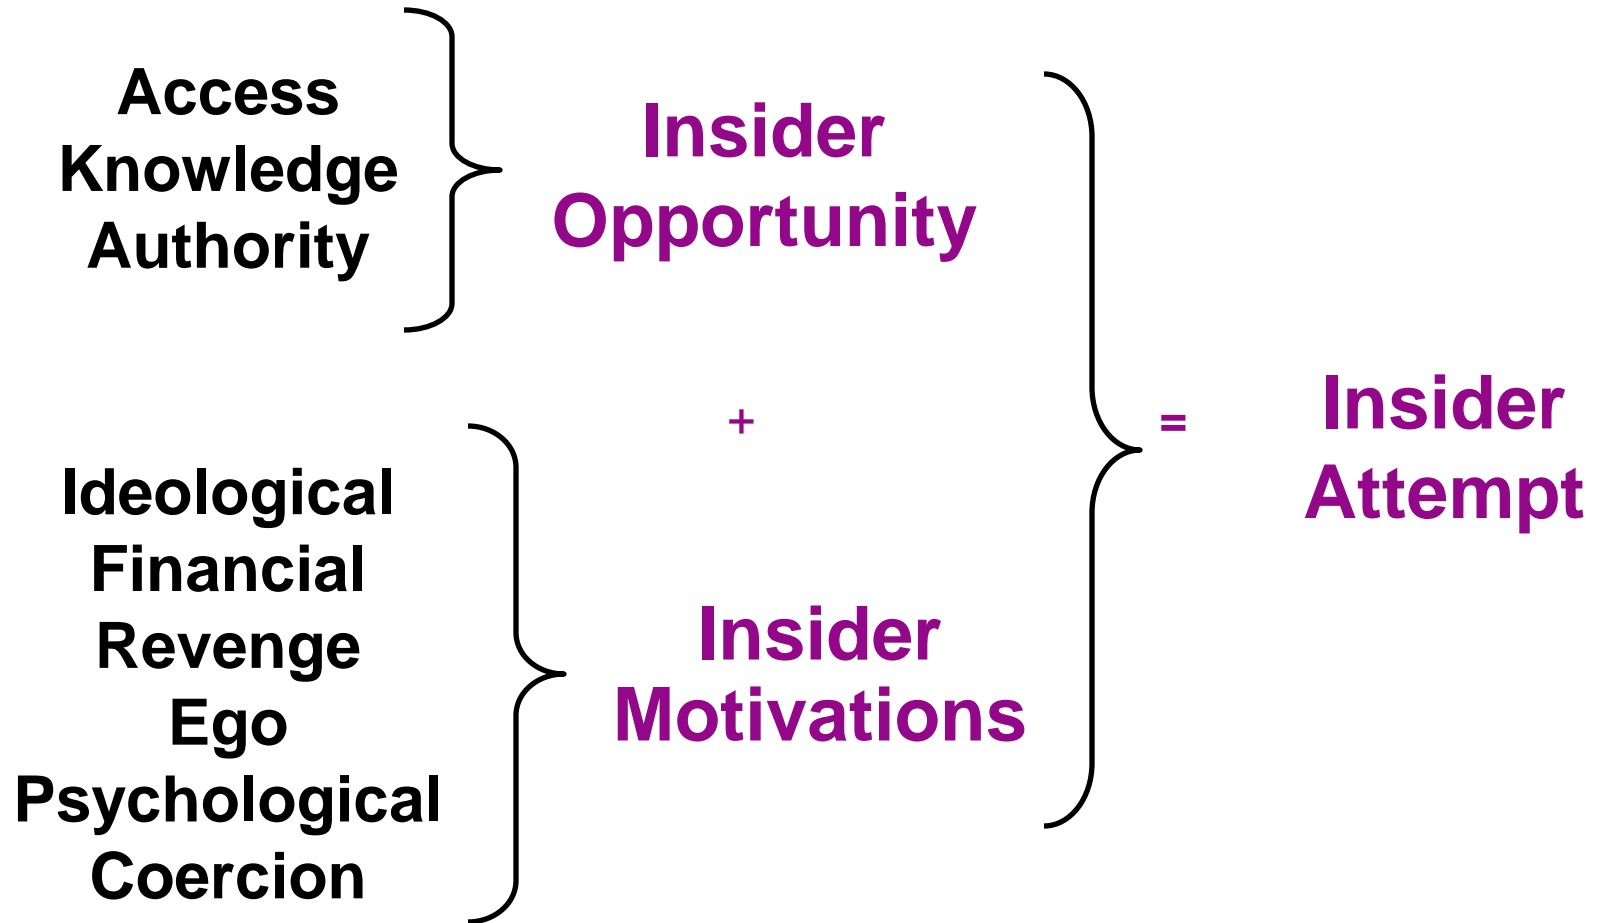 Access
Knowledge
Authority
Insider
Opportunity
+
Ideological
Financial
Revenge
Ego
Psychological
Coercion
Insider
Motivations
=
Insider
Attempt